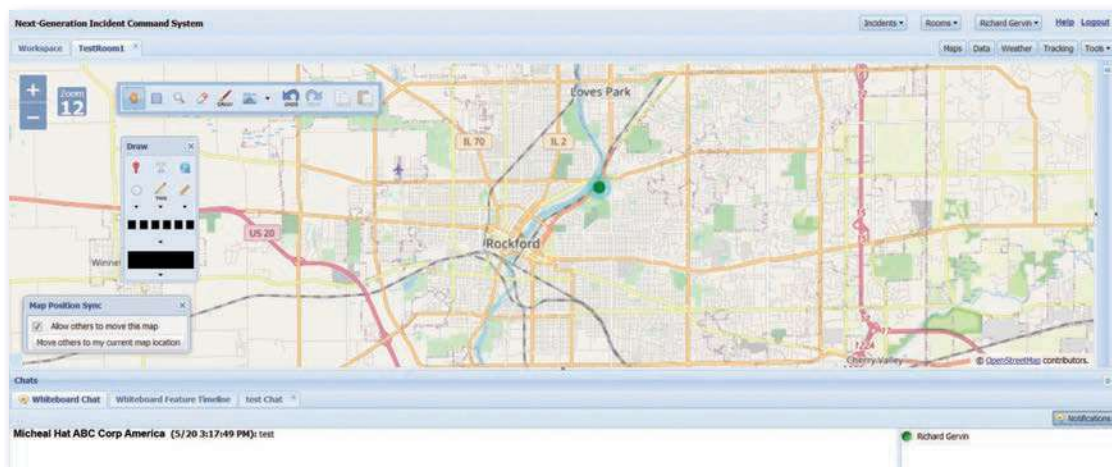 Next-Generation Incident Command System
Incidents
Rooms
Richard Gervin
Help
Logout
Workspace
TestRoom1
Maps
Data
Weather
Tracking
Tools
Zoom
12
UNDO
Loves Park
IL 70
IL 2
Draw
US 20
Rockford
Map Position Sync
Allow others to move this map
Move others to my current map location
Cherry Valley
© OpenStreetMap contributors.
Chats
Whiteboard Chat
Whiteboard Feature Timeline
test Chat
Notifications
Micheal Hat ABC Corp America (5/20 3:17:49 PM): test
Richard Gervin